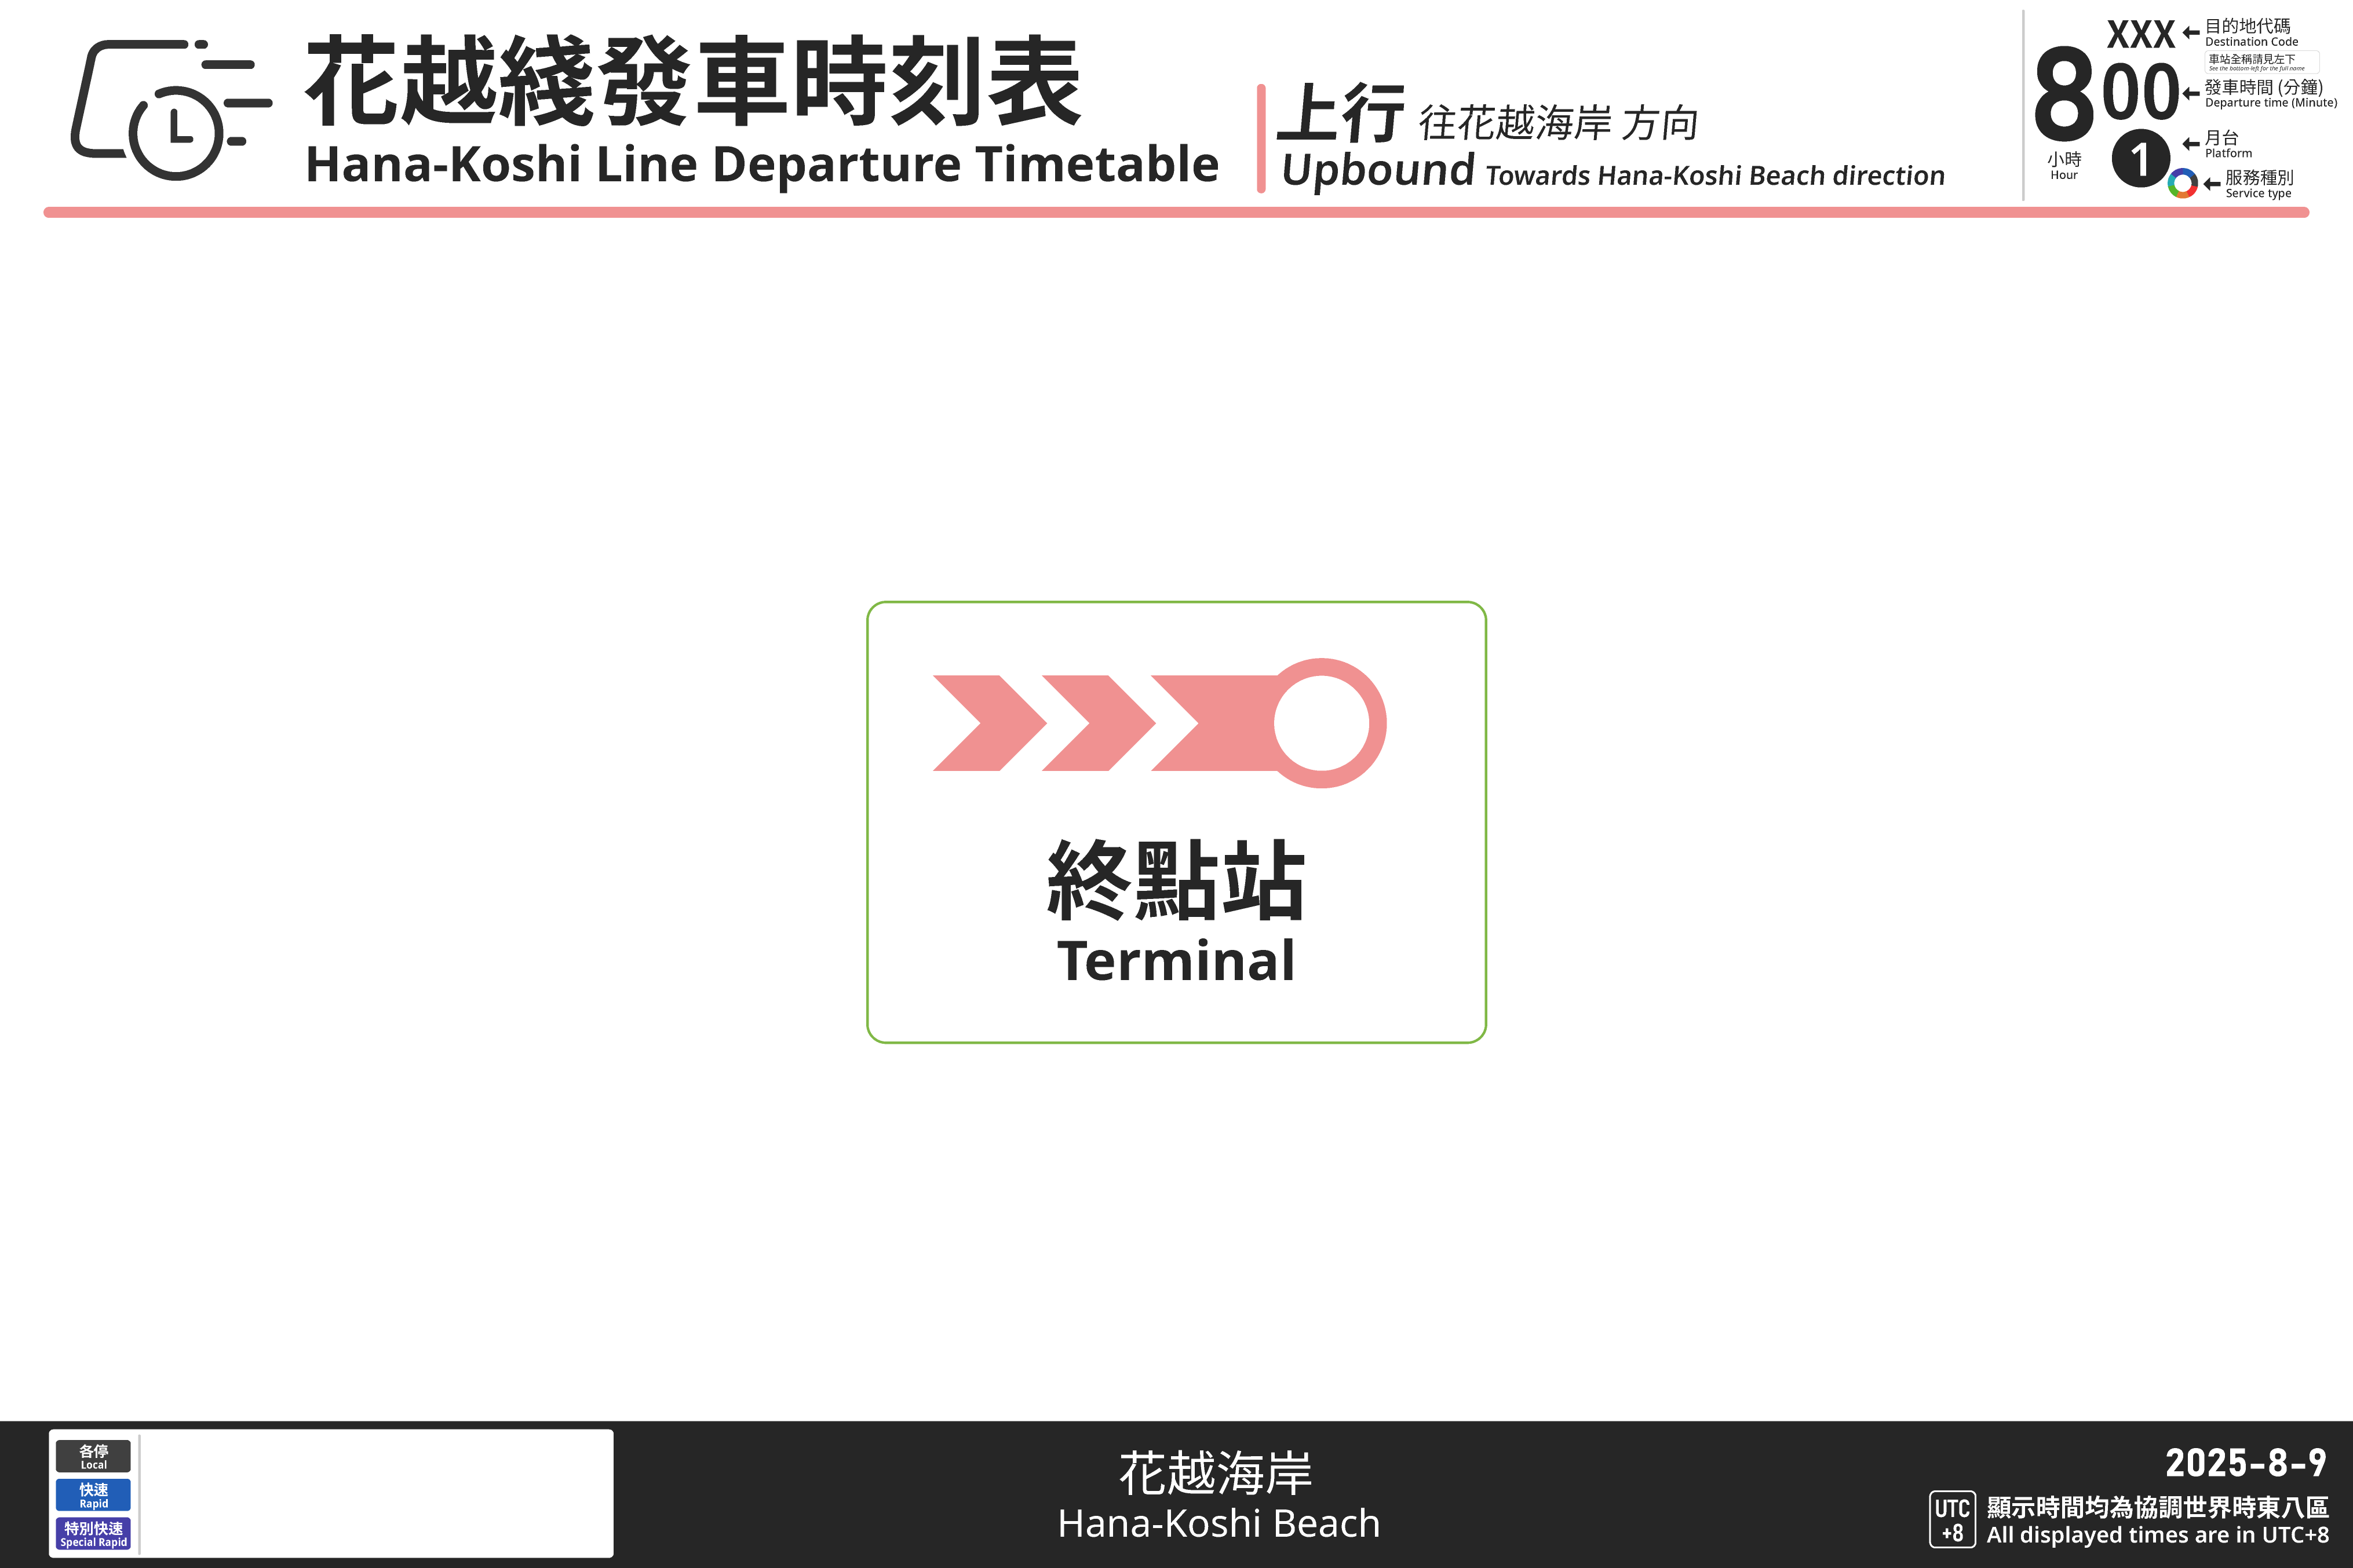 花越綫發車時刻表
Hana-Koshi Line Departure Timetable
上行 往花越海岸 方向
Upbound Towards Hana-Koshi Beach direction
8
小時
Hour
XXX
目的地代碼
Destination Code
車站全稱請見左下
See the bottom left for the full name
00
發車時間 (分鐘)
Departure time (Minute)
1
月台
Platform
服務種別
Service type
終點站
Terminal
各停
Local
快速
Rapid
特別快速
Special Rapid
花越海岸
Hana-Koshi Beach
2025-8-9
UTC
+8
顯示時間均為協調世界時東八區
All displayed times are in UTC+8